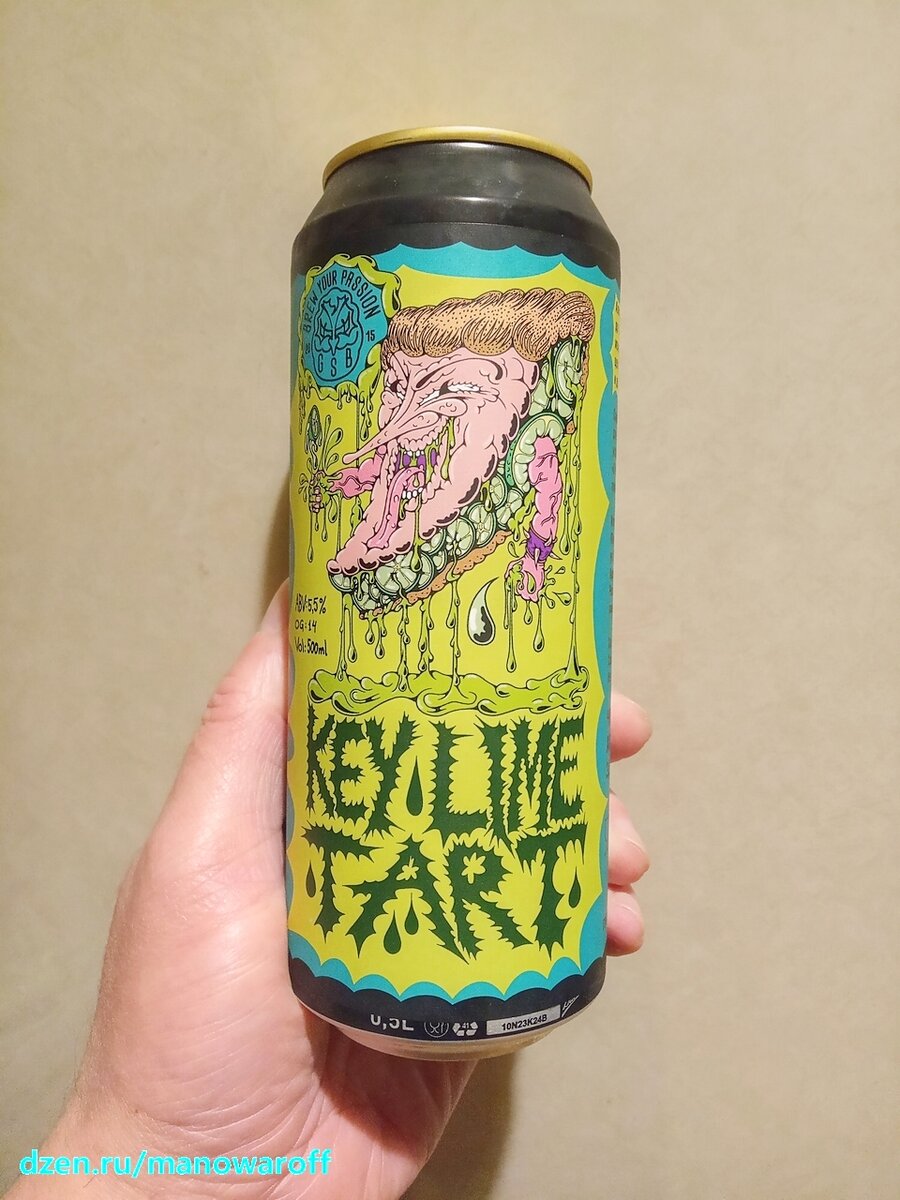 BREW YOUR PASSION
15
GSB
ABV:5,5%
OG:14
Vol:500ml
KEY LIME
TART
0,5L
41
10N23K24B
dzen.ru/manowaroff